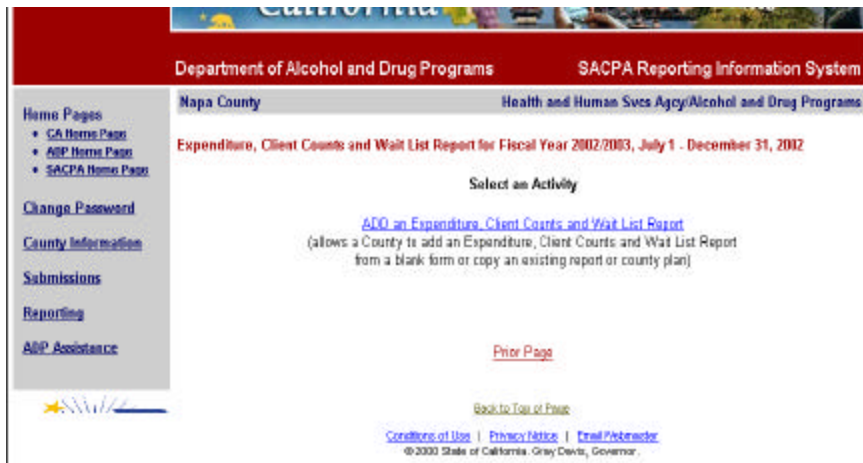 California
Department of Alcohol and Drug Programs SACPA Reporting Information System
Napa County Health and Human Svcs Agcy/Alcohol and Drug Programs
Home Pages
• CA Home Page
• ADP Home Page
• SACPA Home Page
Change Password
County Information
Submissions
Reporting
ADP Assistance
Expenditure, Client Counts and Wait List Report for Fiscal Year 2002/2003, July 1 - December 31, 2002
Select an Activity
ADD an Expenditure, Client Counts and Wait List Report
(allows a County to add an Expenditure, Client Counts and Wait List Report
from a blank form or copy an existing report or county plan)
Prior Page
Back to Top of Page
Conditions of Use | Privacy Notice | Email Webmaster
© 2000 State of California. Gray Davis, Governor.